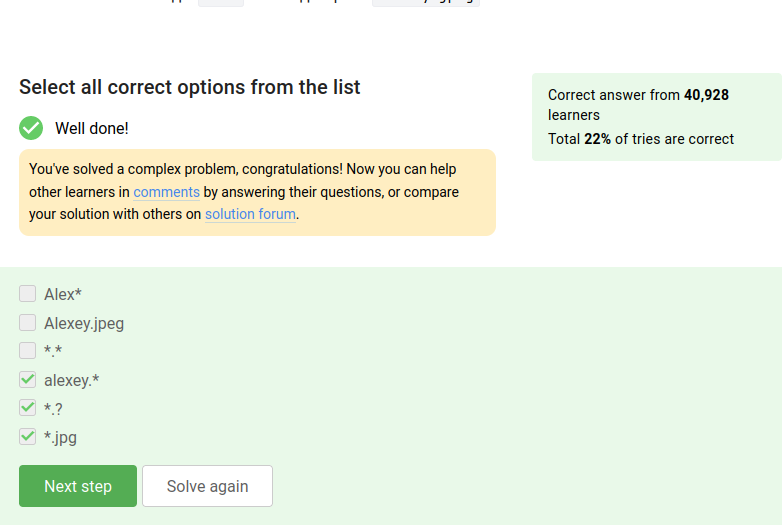 Select all correct options from the list
Correct answer from 40,928
learners
Total 22% of tries are correct
Well done!
You've solved a complex problem, congratulations! Now you can help
other learners in comments by answering their questions, or compare
your solution with others on solution forum.
Alex*
Alexey.jpeg
*.*
alexey.*
*.?
*.jpg
Next step
Solve again